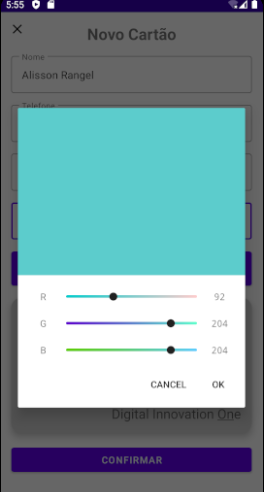 5:55
Novo Cartão
Nome
Alisson Rangel
Telefone
R 92
G 204
B 204
CANCEL OK
Digital Innovation One
CONFIRMAR